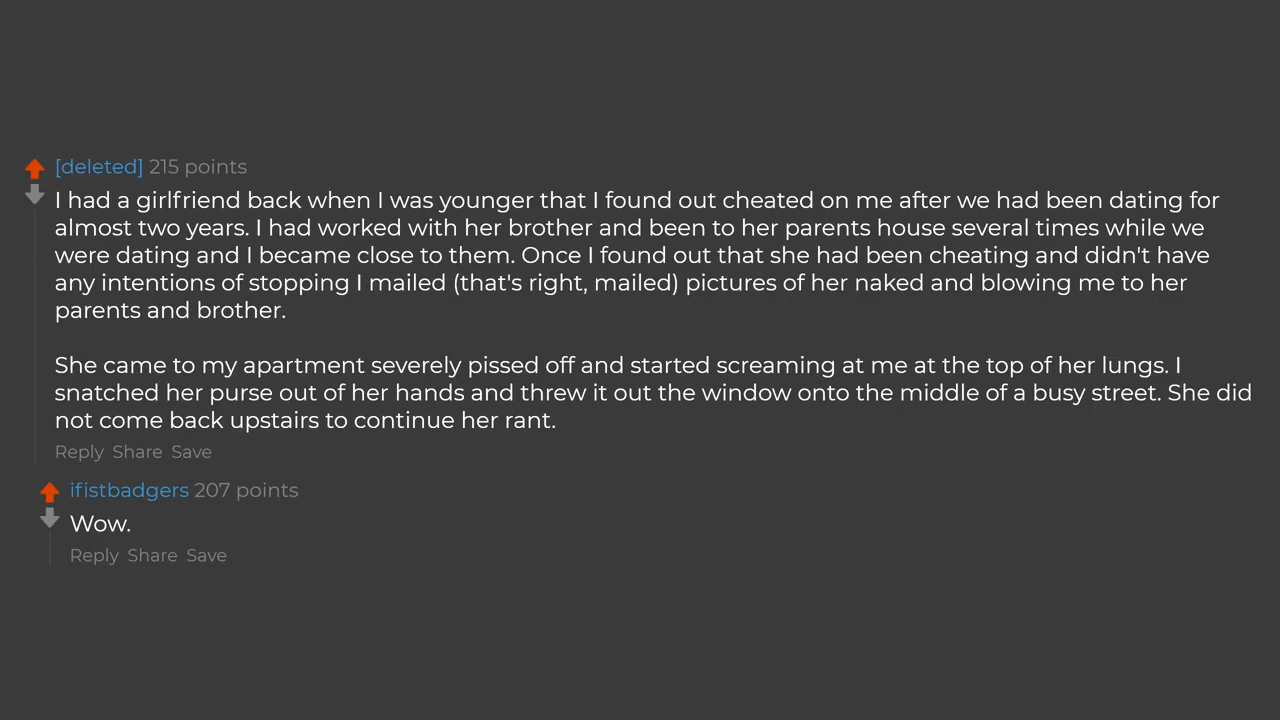 [deleted] 215 points
I had a girlfriend back when I was younger that I found out cheated on me after we had been dating for
almost two years. I had worked with her brother and been to her parents house several times while we
were dating and I became close to them. Once I found out that she had been cheating and didn't have
any intentions of stopping I mailed (that's right, mailed) pictures of her naked and blowing me to her
parents and brother.
She came to my apartment severely pissed off and started screaming at me at the top of her lungs. I
snatched her purse out of her hands and threw it out the window onto the middle of a busy street. She did
not come back upstairs to continue her rant.
Reply Share Save
ifistbadgers 207 points
Wow.
Reply Share Save